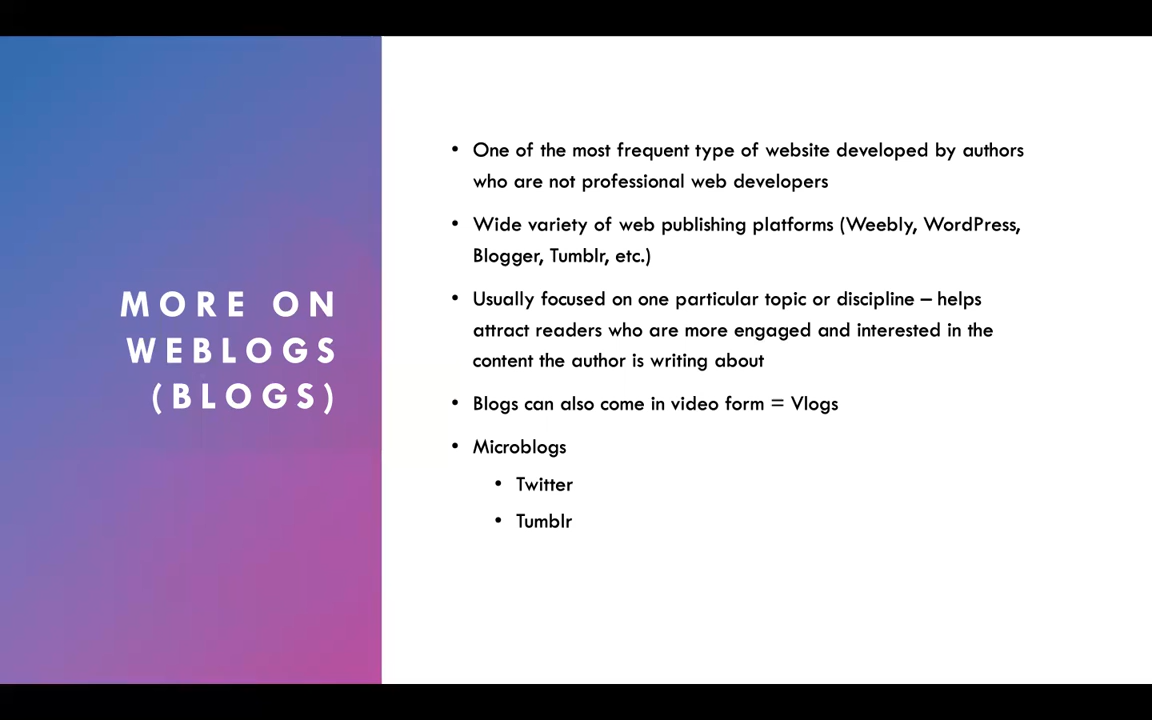 MORE ON
WEBLOGS
(BLOGS)
• One of the most frequent type of website developed by authors
who are not professional web developers
• Wide variety of web publishing platforms (Weebly, WordPress,
Blogger, Tumblr, etc.)
• Usually focused on one particular topic or discipline – helps
attract readers who are more engaged and interested in the
content the author is writing about
• Blogs can also come in video form = Vlogs
• Microblogs
• Twitter
• Tumblr